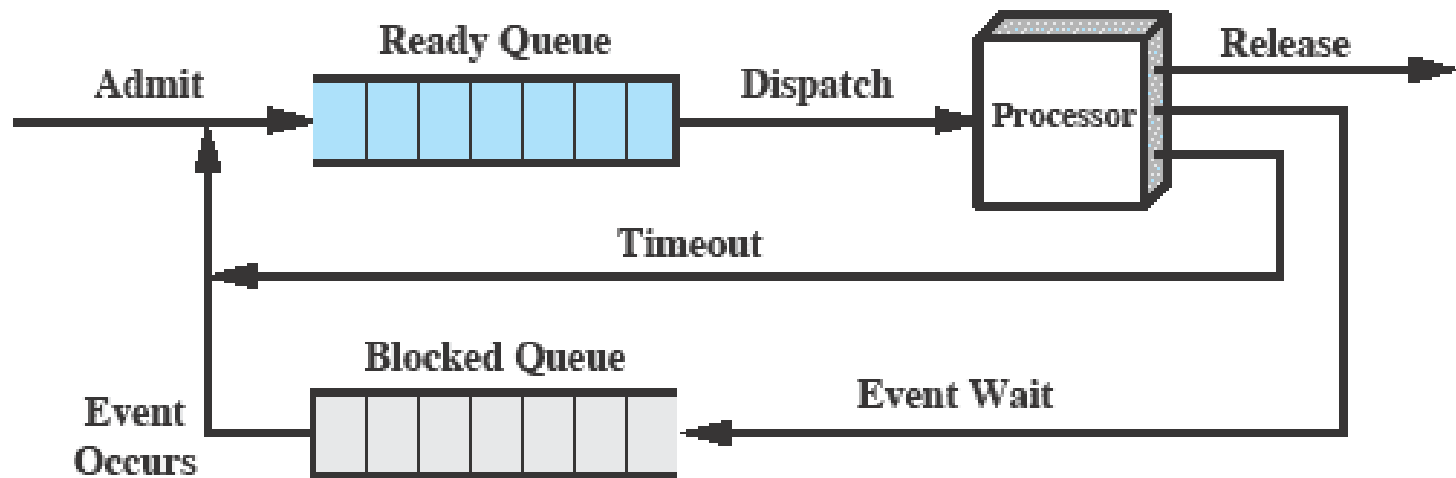 Ready Queue
Release
Admit
Dispatch
Processor
Timeout
Blocked Queue
Event Wait
Event
Occurs